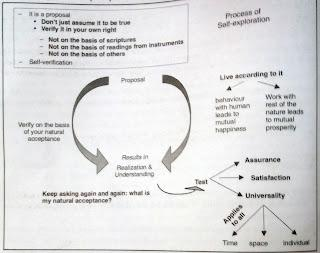 – It is a proposal
• Don't just assume it to be true
• Verify it in your own right
– Not on the basis of scriptures
– Not on the basis of readings from instruments
– Not on the basis of others
– Self-verification
Process of
Self-exploration
Proposal
Verify on the basis
of your natural
acceptance
Results in
Realization &
Understanding
Keep asking again and again: what is
my natural acceptance?
Live according to it
behaviour
with human
leads to
mutual
happiness
Work with
rest of the
nature leads
to mutual
prosperity
Test
Assurance
Satisfaction
Universality
Applies
to all
Time
space
individual